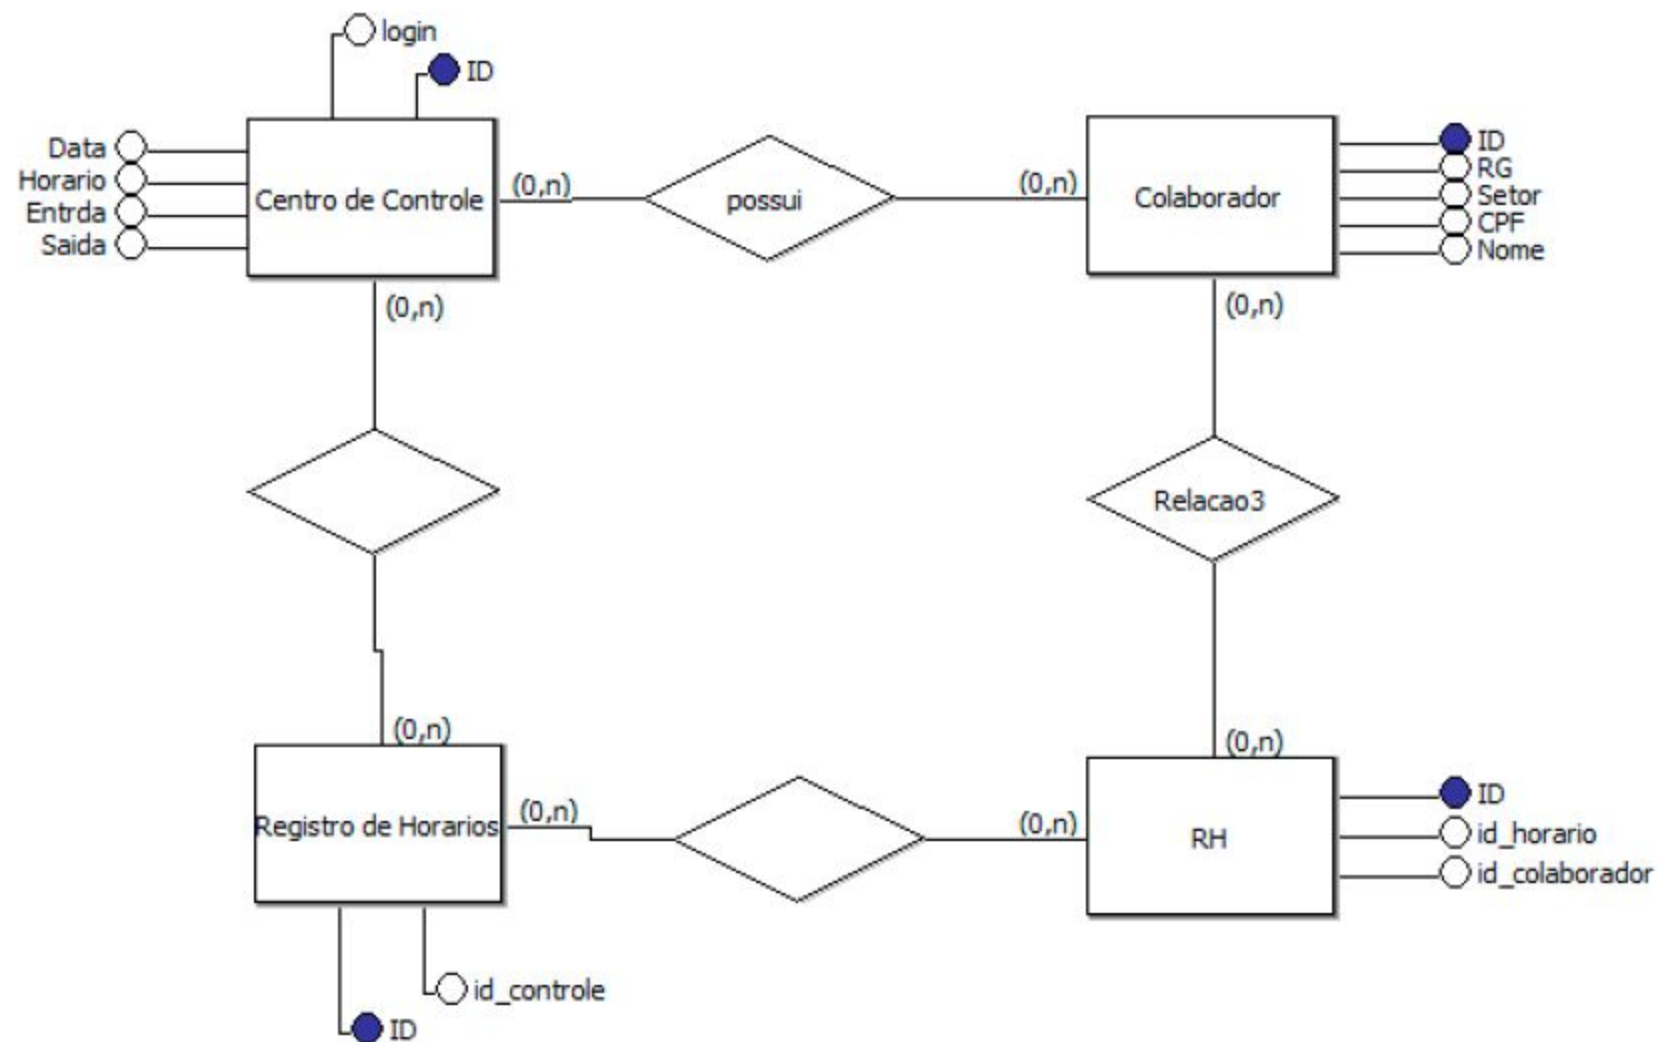 login
ID
Data
Horario
Entrda
Saida
Centro de Controle
(0,n)
possui
(0,n)
Colaborador
ID
RG
Setor
CPF
Nome
(0,n)
(0,n)
Relacao3
(0,n)
(0,n)
Registro de Horarios
(0,n)
(0,n)
RH
ID
id_horario
id_colaborador
id_controle
ID